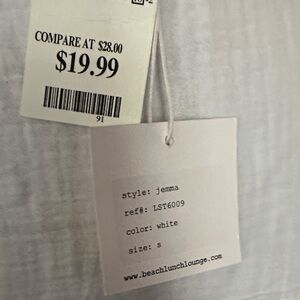 COMPARE AT $28.00
$19.99
91
style: jemma
ref#: LST6009
color: white
size: s
www.beachlunchlounge.com